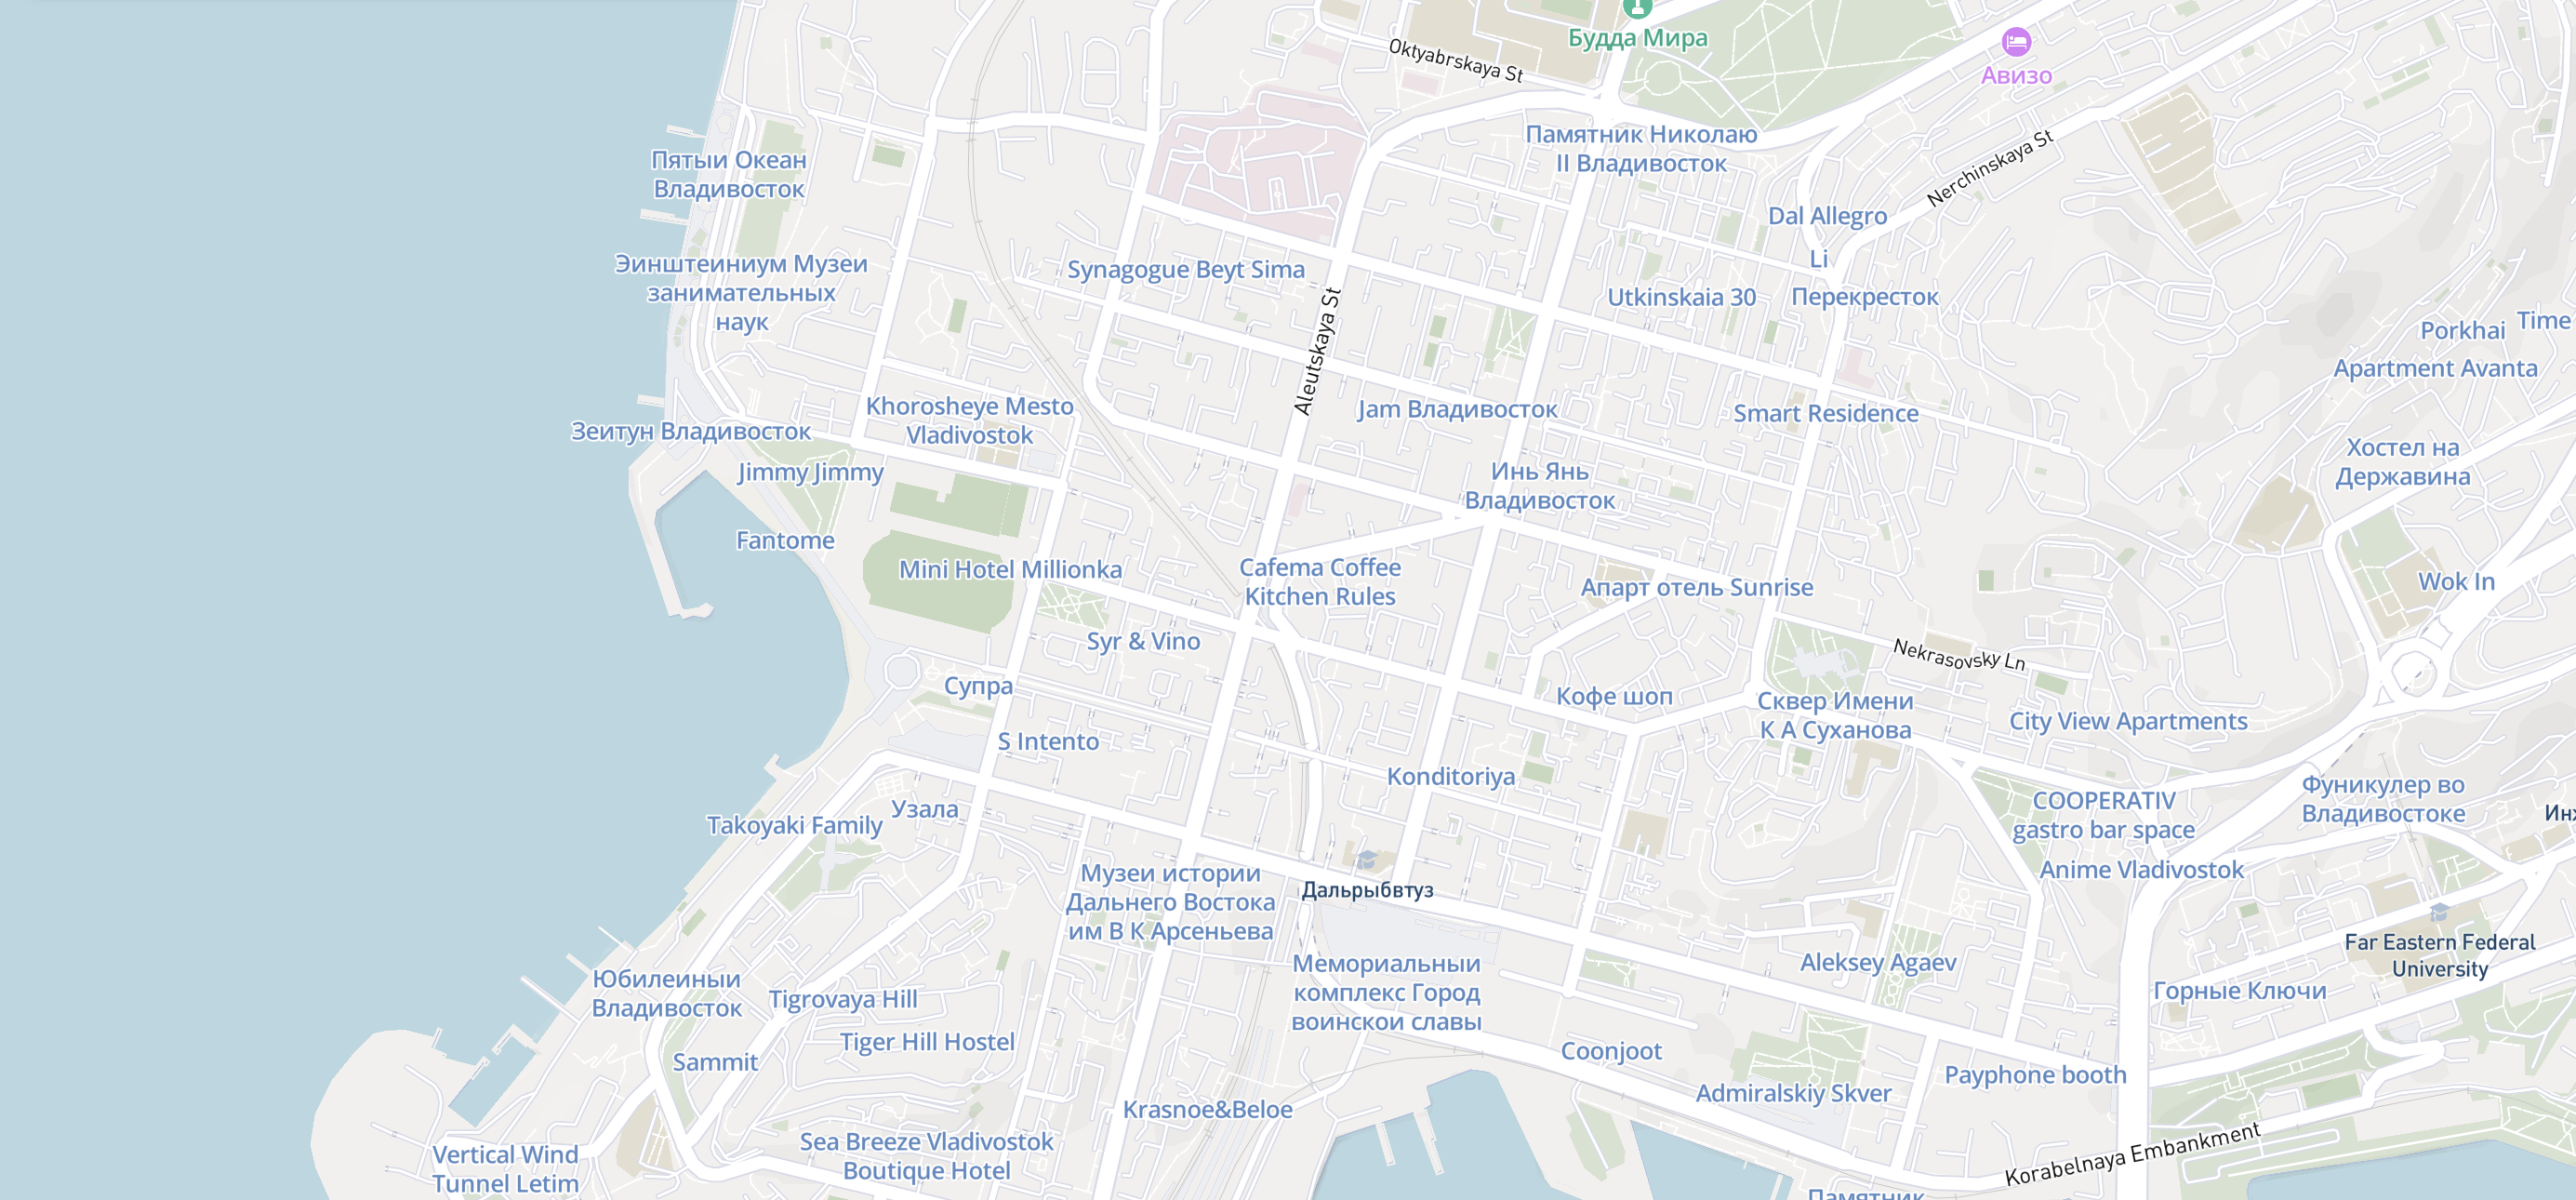 Будда Мира
Oktyabrskaya St
Авизо
Памятник Николаю
II Владивосток
Пятыи Океан
Владивосток
Nerchinskaya St
Dal Allegro
Li
Эинштеиниум Музеи
занимательных
наук
Synagogue Beyt Sima
Utkinskaia 30
Перекресток
Porkhai
Time
Aleutskaya St
Apartment Avanta
Khorosheye Mesto
Vladivostok
Jam Владивосток
Smart Residence
Зеитун Владивосток
Хостел на
Державина
Jimmy Jimmy
Инь Янь
Владивосток
Fantome
Mini Hotel Millionka
Cafema Coffee
Kitchen Rules
Апарт отель Sunrise
Wok In
Syr & Vino
Nekrasovsky Ln
Супра
Кофе шоп
Сквер Имени
К А Суханова
City View Apartments
S Intento
Konditoriya
Фуникулер во
Владивостоке
Узала
Takoyaki Family
COOPERATIV
gastro bar space
Инж
Anime Vladivostok
Музеи истории
Дальнего Востока
им В К Арсеньева
Дальрыбвтуз
Far Eastern Federal
University
Юбилеиныи
Владивосток
Tigrovaya Hill
Мемориальныи
комплекс Город
воинскои славы
Aleksey Agaev
Горные Ключи
Tiger Hill Hostel
Sammit
Coonjoot
Payphone booth
Admiralskiy Skver
Krasnoe&Beloe
Sea Breeze Vladivostok
Boutique Hotel
Vertical Wind
Tunnel Letim
Korabelnaya Embankment
Памятник